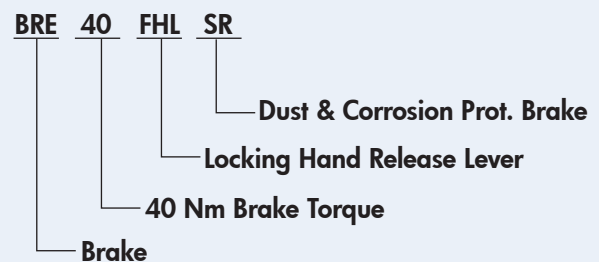 BRE 40 FHL SR
Dust & Corrosion Prot. Brake
Locking Hand Release Lever
40 Nm Brake Torque
Brake